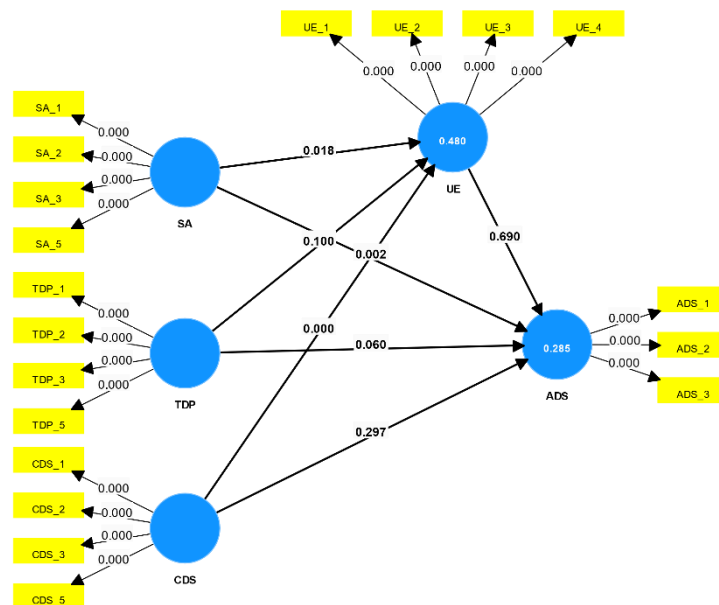 UE_1
UE_2
UE_3
UE_4
0.000
0.000
0.000
0.000
SA_1
SA_2
SA_3
SA_5
0.000
0.000
0.000
0.000
SA
0.480
UE
0.018
0.100
0.002
0.000
0.690
TDP_1
TDP_2
TDP_3
TDP_5
0.000
0.000
0.000
0.000
TDP
0.060
0.297
0.285
ADS
0.000
0.000
0.000
ADS_1
ADS_2
ADS_3
CDS_1
CDS_2
CDS_3
CDS_5
0.000
0.000
0.000
0.000
CDS